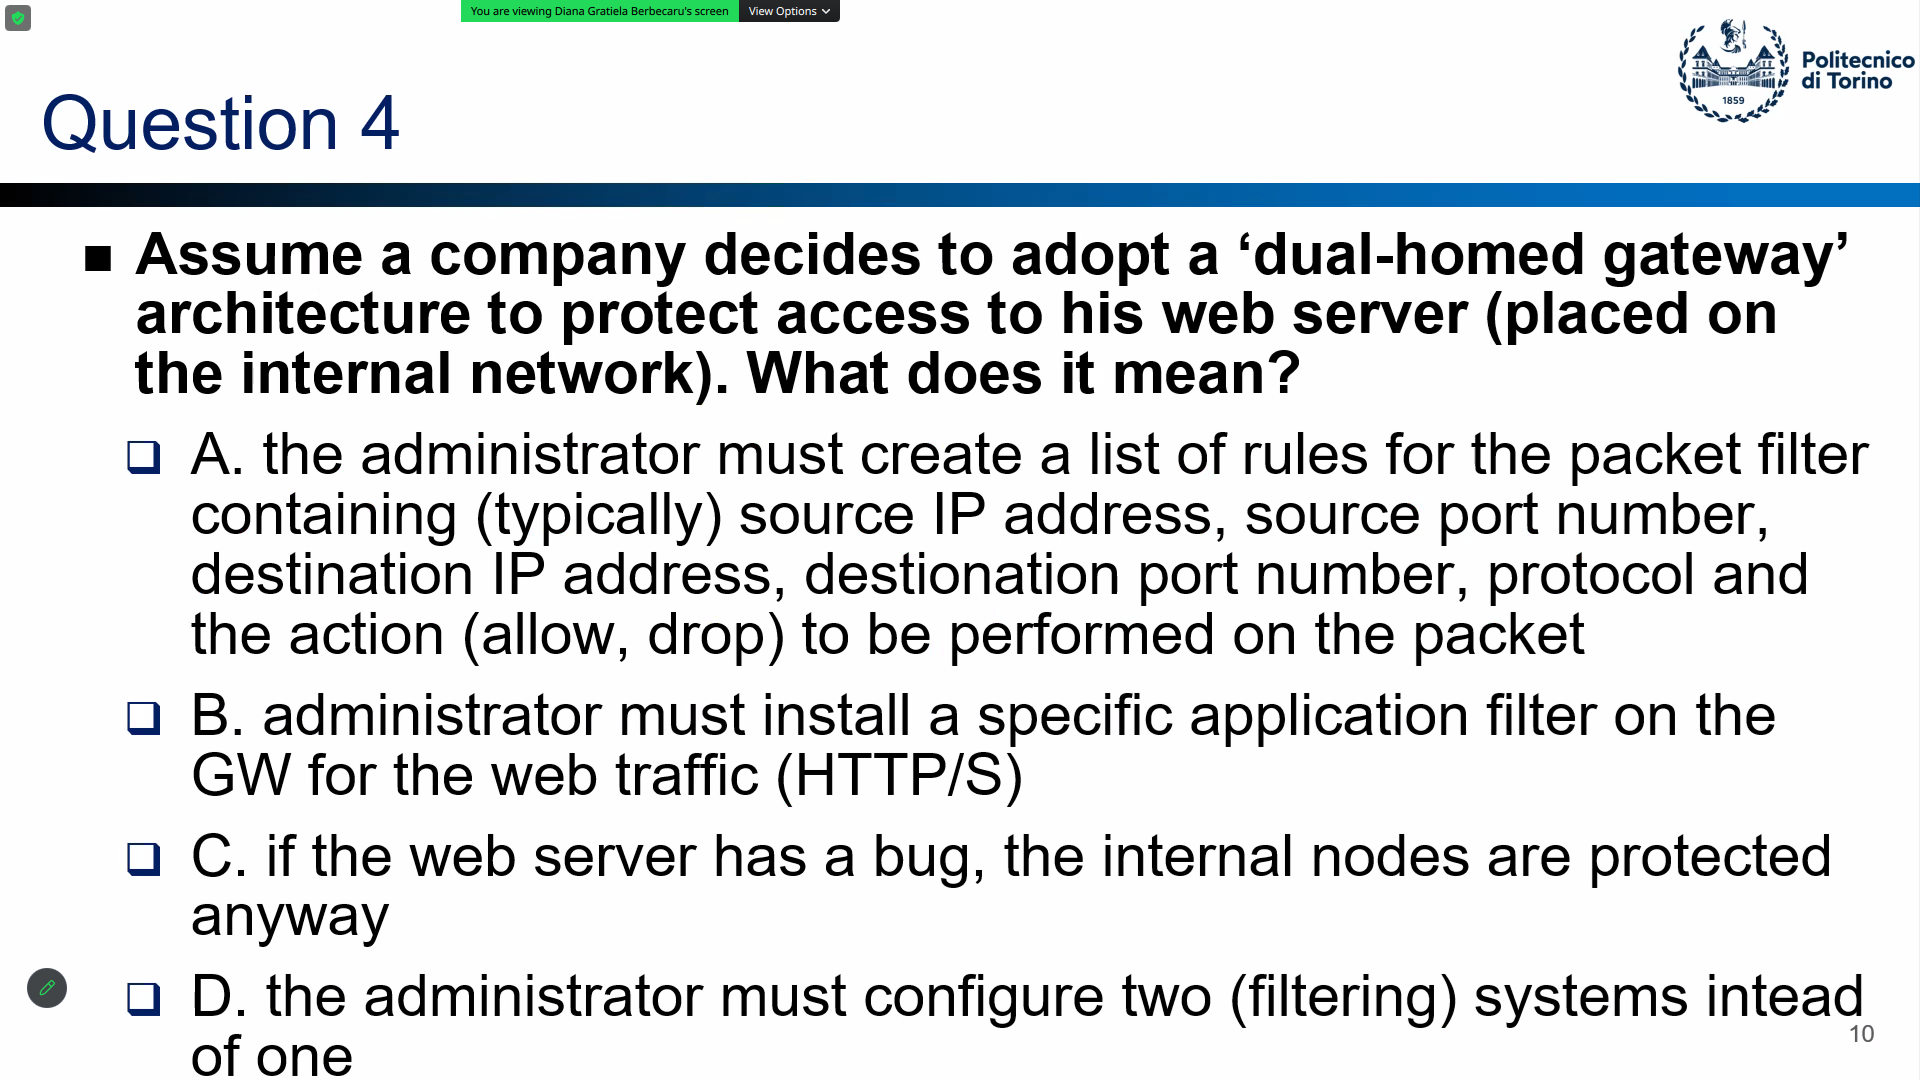 You are viewing Diana Gratiela Berbecaru's screen View Options
Politecnico
di Torino
1859
Question 4
■ Assume a company decides to adopt a ‘dual-homed gateway’
architecture to protect access to his web server (placed on
the internal network). What does it mean?
❑ A. the administrator must create a list of rules for the packet filter
containing (typically) source IP address, source port number,
destination IP address, destionation port number, protocol and
the action (allow, drop) to be performed on the packet
❑ B. administrator must install a specific application filter on the
GW for the web traffic (HTTP/S)
❑ C. if the web server has a bug, the internal nodes are protected
anyway
❑ D. the administrator must configure two (filtering) systems intead
of one
10